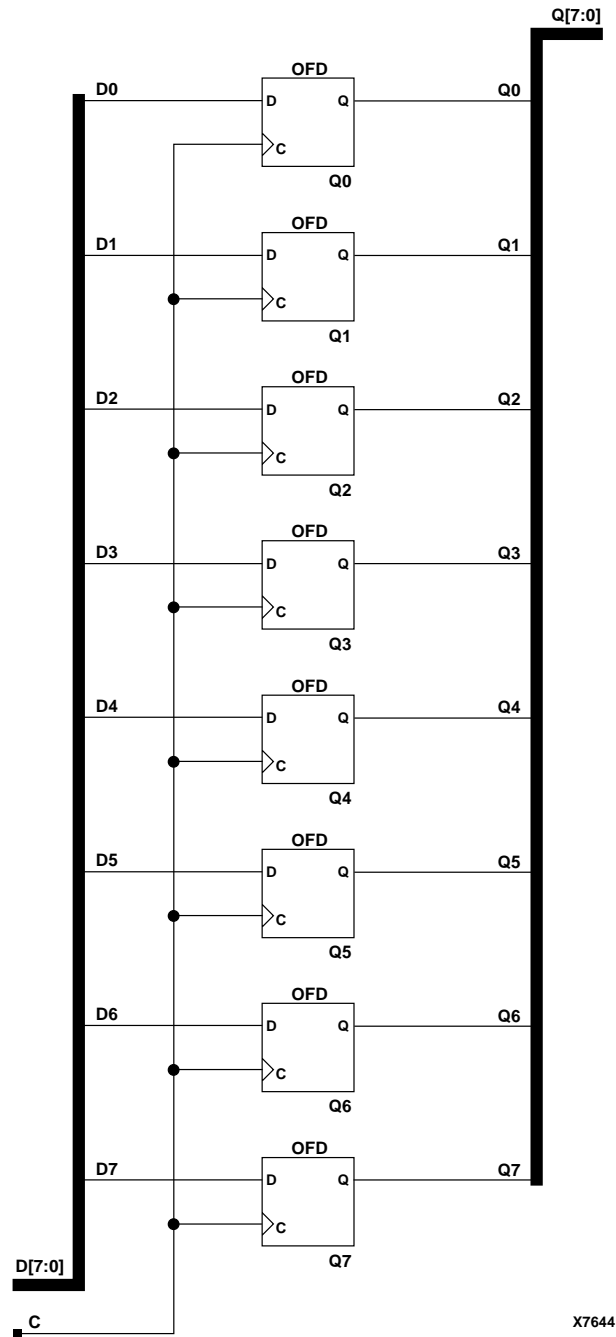 Q[7:0]
OFD
D0 D Q Q0
C
Q0
OFD
D1 D Q Q1
C
Q1
OFD
D2 D Q Q2
C
Q2
OFD
D3 D Q Q3
C
Q3
OFD
D4 D Q Q4
C
Q4
OFD
D5 D Q Q5
C
Q5
OFD
D6 D Q Q6
C
Q6
OFD
D7 D Q Q7
C
Q7
D[7:0]
C
X7644